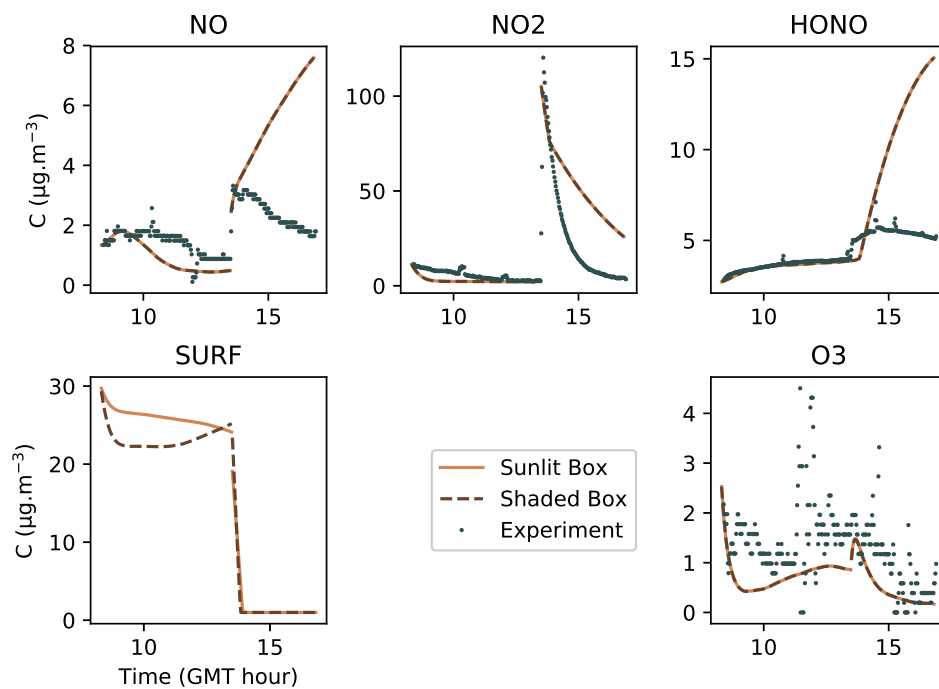 NO
NO2
HONO
C (µg.m⁻³)
8
6
4
2
0
10
15
100
50
0
10
15
15
10
5
10
15
SURF
C (µg.m⁻³)
30
20
10
0
10
15
Time (GMT hour)
Sunlit Box
Shaded Box
Experiment
O3
4
3
2
1
0
10
15